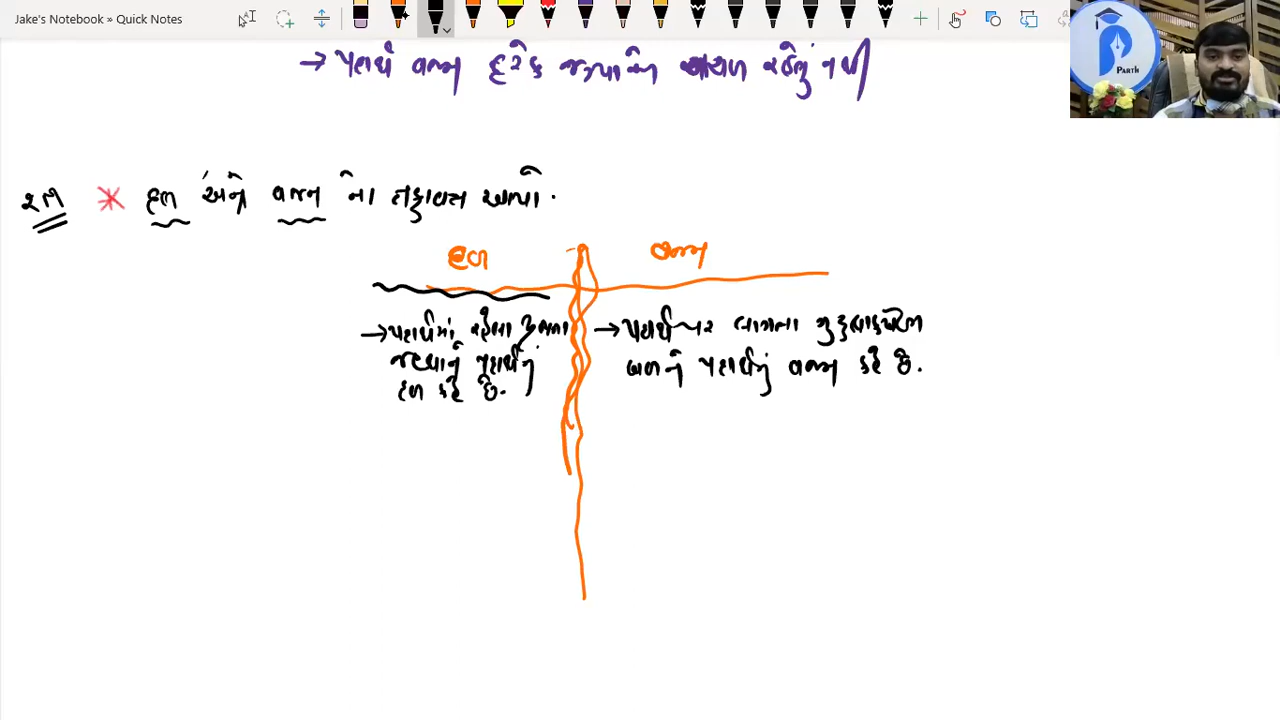 Jake's Notebook » Quick Notes
→ પદાર્થ વજન દરેક જગ્યાએ અચળ રહેતું નથી
Parth
* દળ અને વજન ના તફાવત આપો.
દળ વજન
→ પદાર્થમાં રહેલા દ્રવ્યના
જથ્થાને પદાર્થનું
દળ કહે છે.
→ પદાર્થ પર લાગતા ગુરુત્વાકર્ષણ
બળને પદાર્થનું વજન કહે છે.